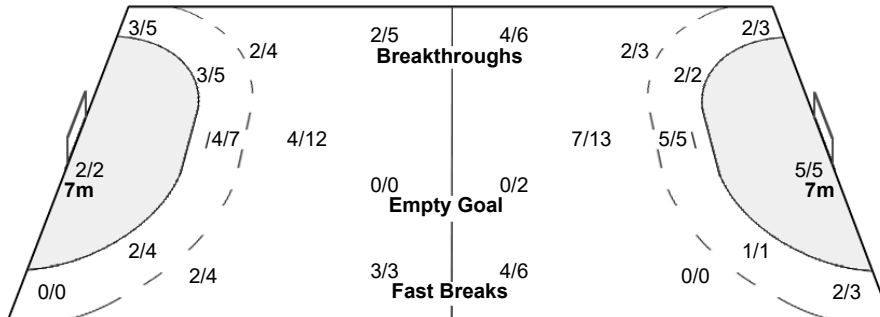 3/5 2/5 4/6 2/3
2/4 Breakthroughs 2/3
3/5 2/2
4/7 4/12 7/13 5/5
2/2 5/5
7m 0/0 0/2 7m
Empty Goal
2/4 1/1
2/4 3/3 4/6 0/0
0/0 Fast Breaks 2/3